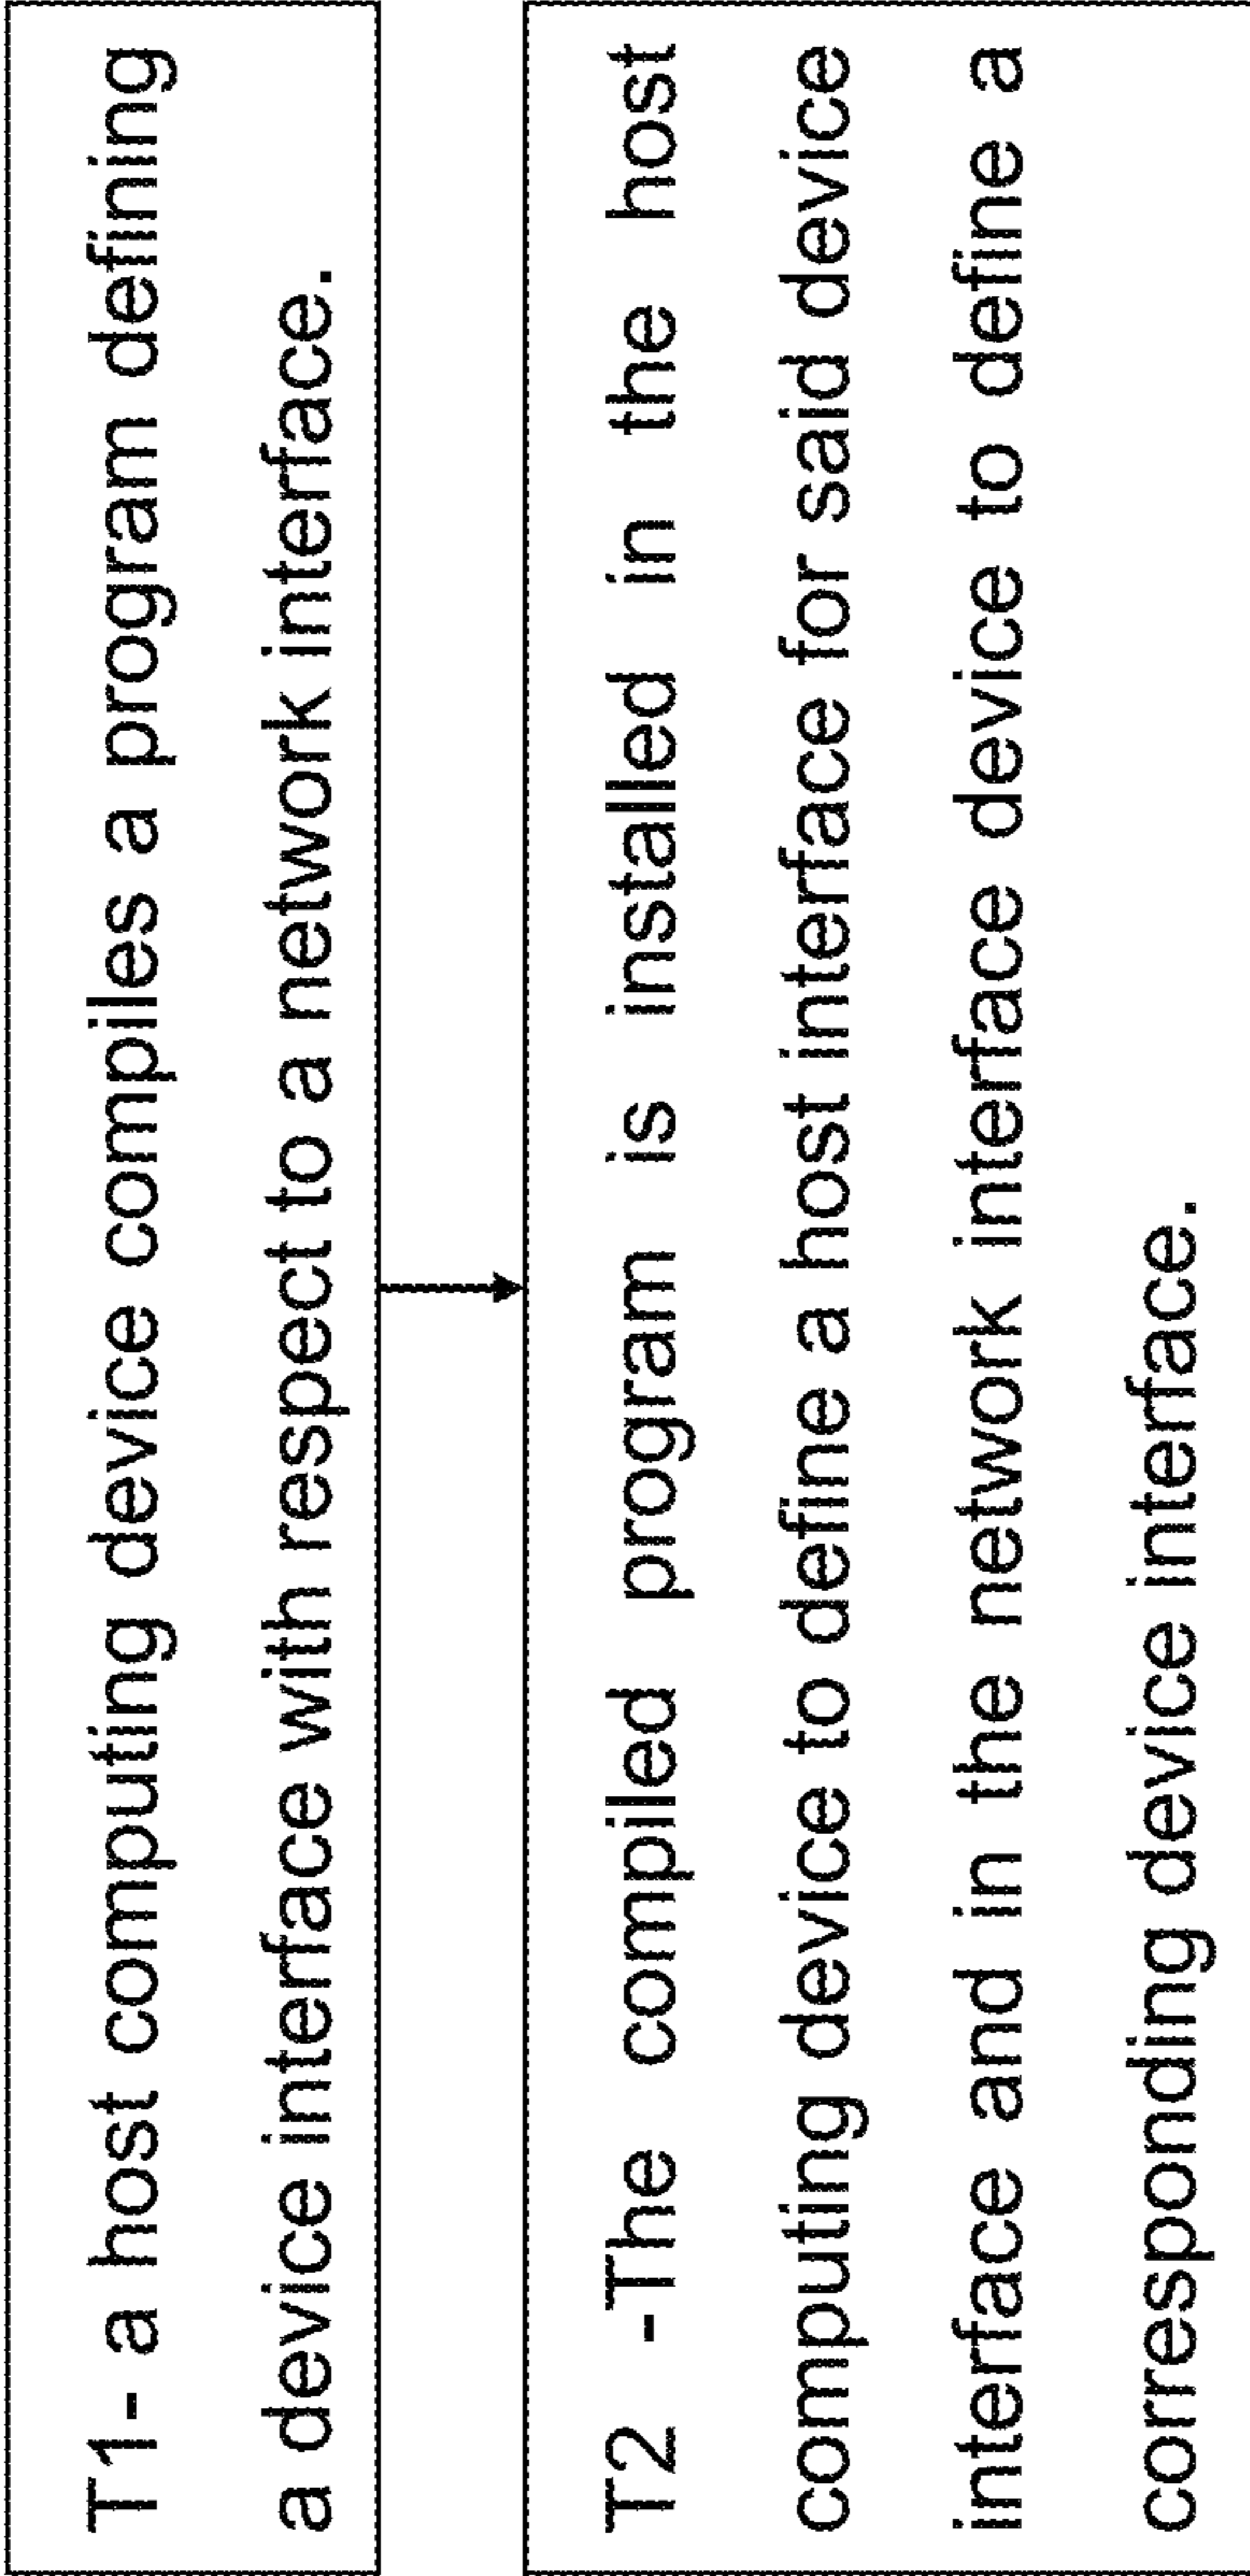 T1- a host computing device compiles a program defining
a device interface with respect to a network interface.
T2 -The compiled program is installed in the host
computing device to define a host interface for said device
interface and in the network interface device to define a
corresponding device interface.